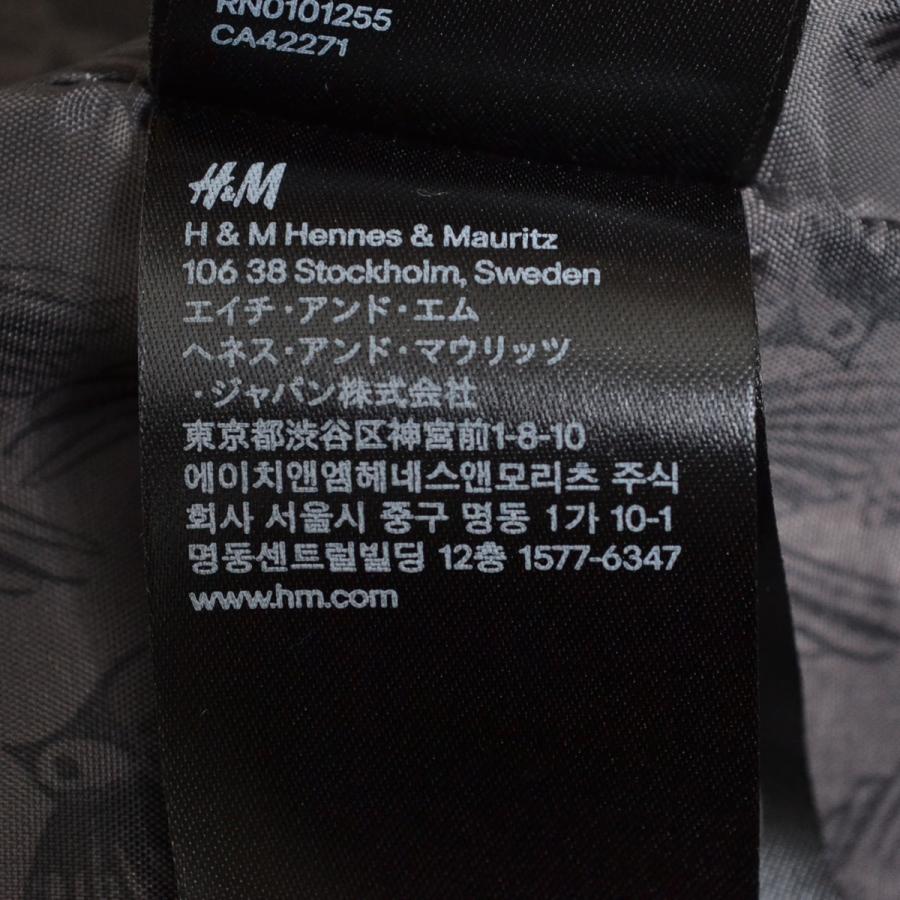 RN0101255
CA42271
H&M
H & M Hennes & Mauritz
106 38 Stockholm, Sweden
エイチ・アンド・エム
ヘネス・アンド・マウリッツ
・ジャパン株式会社
東京都渋谷区神宮前1-8-10
에이치앤엠헤네스앤모리츠 주식
회사 서울시 중구 명동 1가 10-1
명동센트럴빌딩 12층 1577-6347
www.hm.com